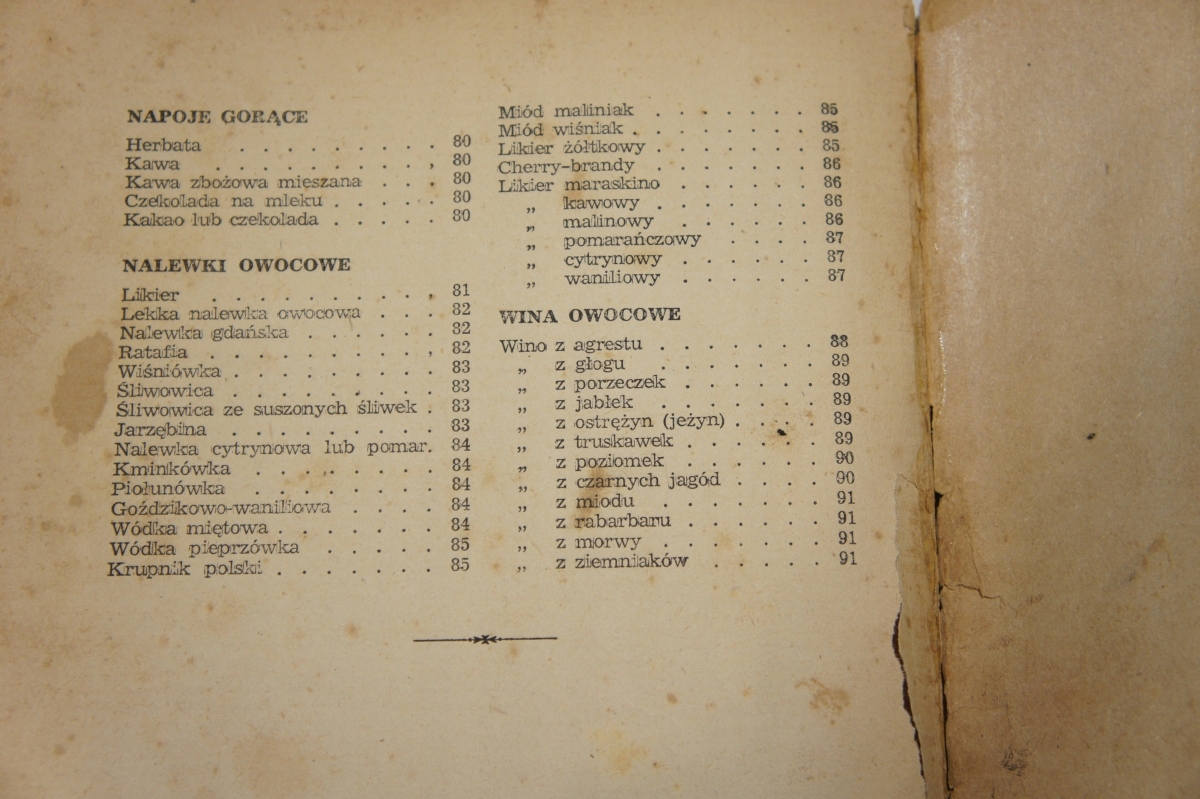 NAPOJE GORĄCE
Herbata . . . . . . . . . 80
Kawa . . . . . . . . . . 80
Kawa zbożowa mieszana . . . 80
Czekolada na mleku . . . . . 80
Kakao lub czekolada . . . . . 80
NALEWKI OWOCOWE
Likier . . . . . . . . . . 81
Lekka nalewka owocowa . . . 82
Nalewka gdańska . . . . . . 82
Ratafia . . . . . . . . . . 82
Wiśniówka . . . . . . . . . 83
Śliwowica . . . . . . . . . 83
Śliwowica ze suszonych śliwek . 83
Jarzębina . . . . . . . . . 83
Nalewka cytrynowa lub pomar. 84
Kminkówka . . . . . . . . 84
Piołunówka . . . . . . . . 84
Goździkowo-waniliowa . . . . 84
Wódka miętowa . . . . . . . 84
Wódka pieprzówka . . . . . 85
Krupnik polski . . . . . . . 85
Miód maliniak . . . . . . . 85
Miód wiśniak . . . . . . . . 85
Likier żółtkowy . . . . . . . 85
Cherry-brandy . . . . . . . 86
Likier maraskino . . . . . . 86
„ kawowy . . . . . . . 86
„ malinowy . . . . . . 86
„ pomarańczowy . . . . 87
„ cytrynowy . . . . . . 87
„ waniliowy . . . . . . 87
WINA OWOCOWE
Wino z agrestu . . . . . . . 88
„ z głogu . . . . . . . 89
„ z porzeczek . . . . . . 89
„ z jabłek . . . . . . . 89
„ z ostrężyn (jeżyn) . . . . 89
„ z truskawek . . . . . . 89
„ z poziomek . . . . . . 90
„ z czarnych jagód . . . . 90
„ z miodu . . . . . . . 91
„ z rabarbaru . . . . . . 91
„ z morwy . . . . . . . 91
„ z ziemniaków . . . . . 91